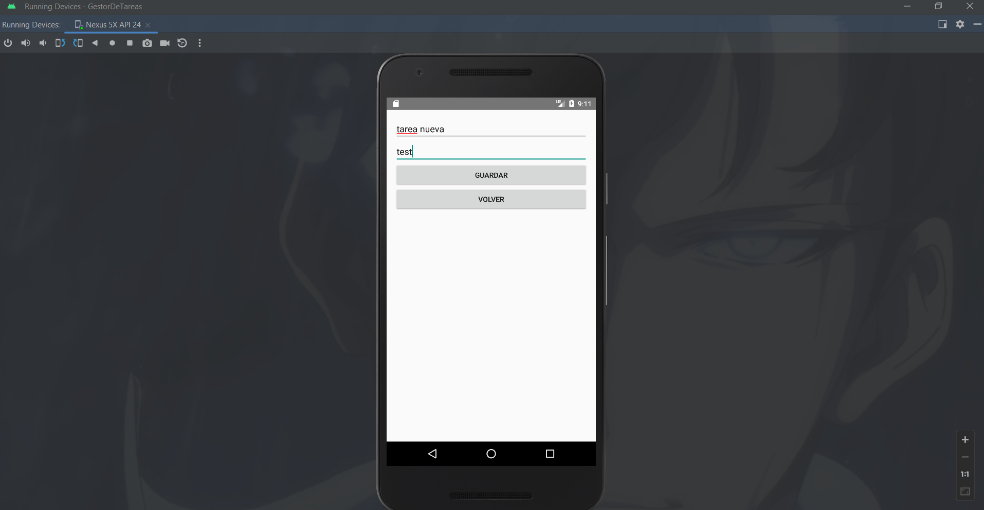 Running Devices - GestorDeTareas
Running Devices: Nexus 5X API 24
9:11
tarea nueva
test
GUARDAR
VOLVER
1:1